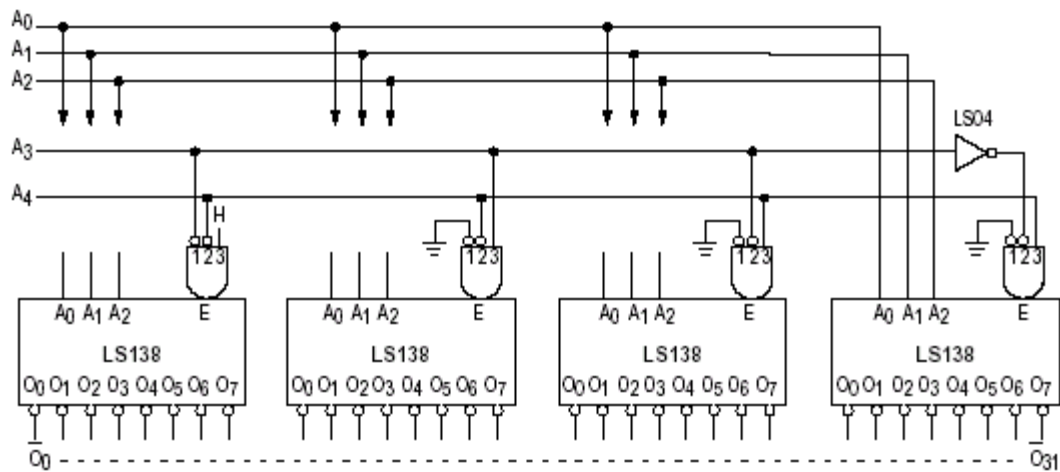 A0
A1
A2
LS04
A3
A4
H
123 123 123 123
A0 A1 A2 E A0 A1 A2 E A0 A1 A2 E A0 A1 A2 E
LS138 LS138 LS138 LS138
O0 O1 O2 O3 O4 O5 O6 O7 O0 O1 O2 O3 O4 O5 O6 O7 O0 O1 O2 O3 O4 O5 O6 O7 O0 O1 O2 O3 O4 O5 O6 O7
O̅0 O̅31